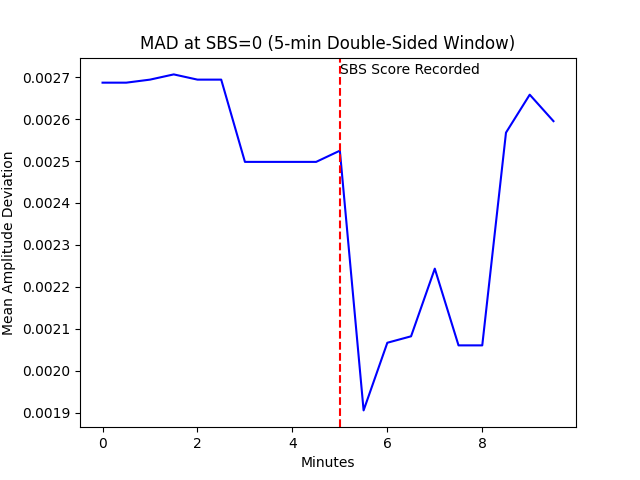 MAD at SBS=0 (5-min Double-Sided Window)
SBS Score Recorded
Mean Amplitude Deviation
0.0027
0.0026
0.0025
0.0024
0.0023
0.0022
0.0021
0.0020
0.0019
0 2 4 6 8
Minutes